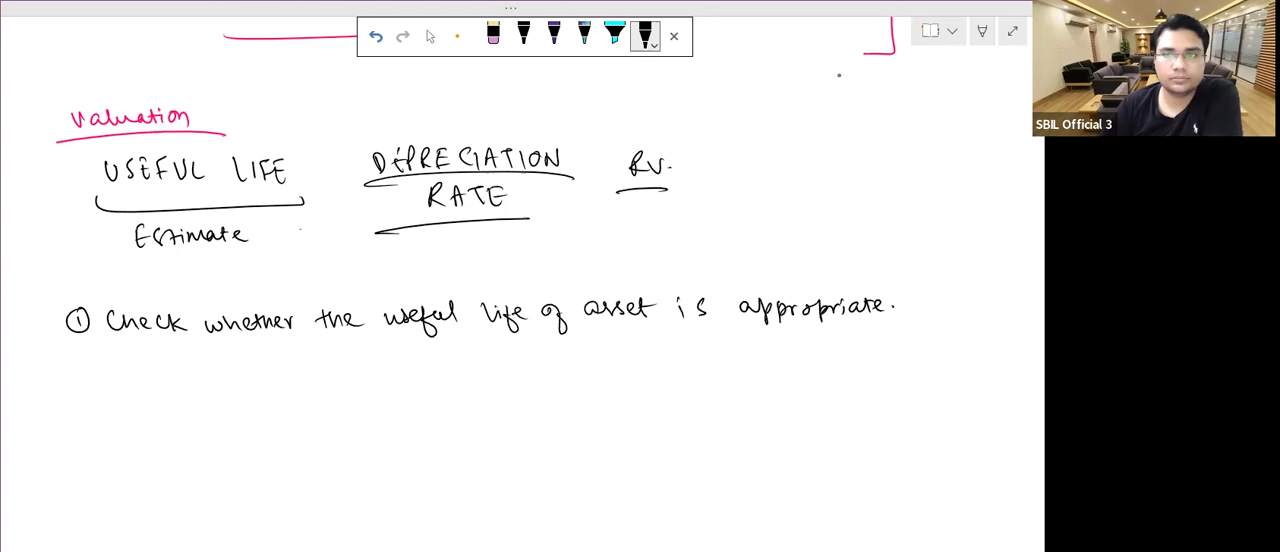 Valuation
USEFUL LIFE DEPRECIATION RV.
RATE
Estimate
① Check whether the useful life of asset is appropriate.
SBIL Official 3